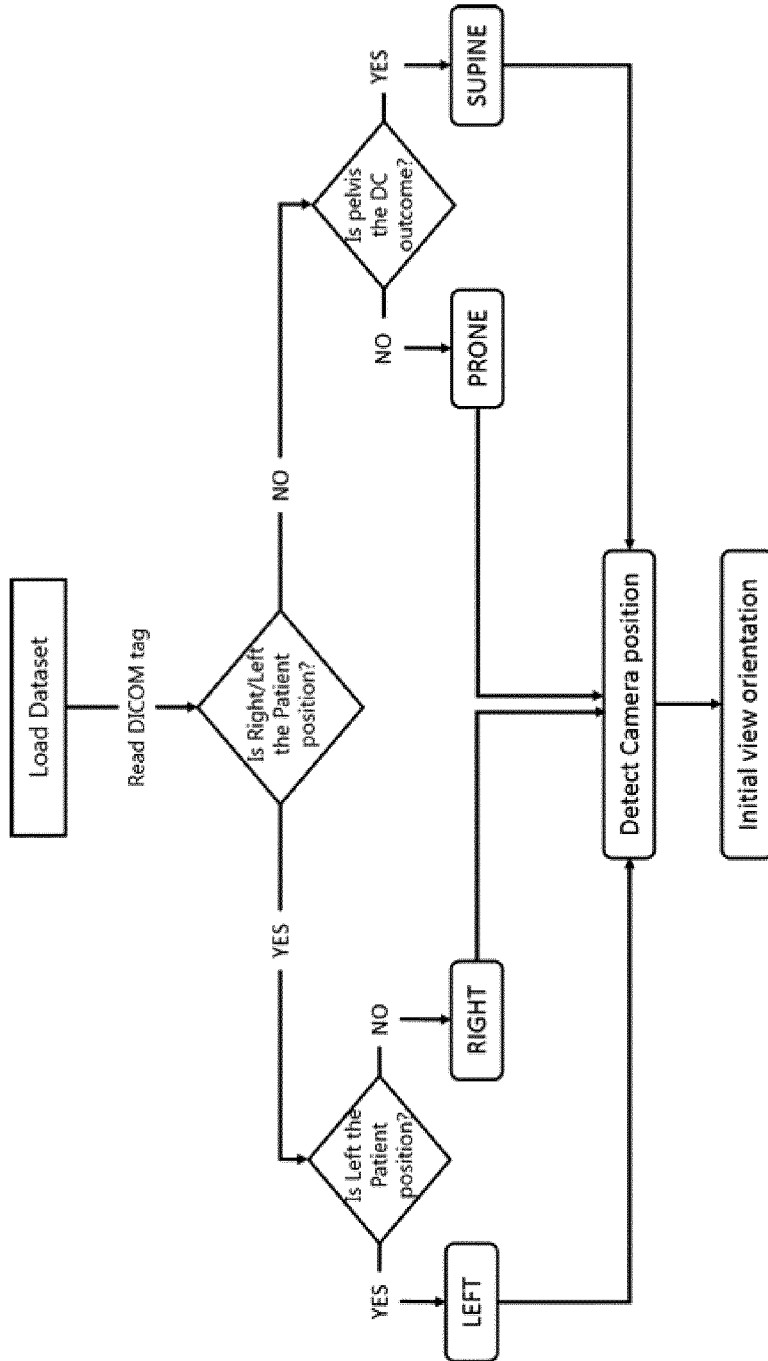 Load Dataset
Read DICOM tag
Is Right/Left
the Patient
position?
YES
NO
Is Left the
Patient
position?
Is pelvis
the DC
outcome?
YES
NO
NO
YES
LEFT
RIGHT
PRONE
SUPINE
Detect Camera position
Initial view orientation